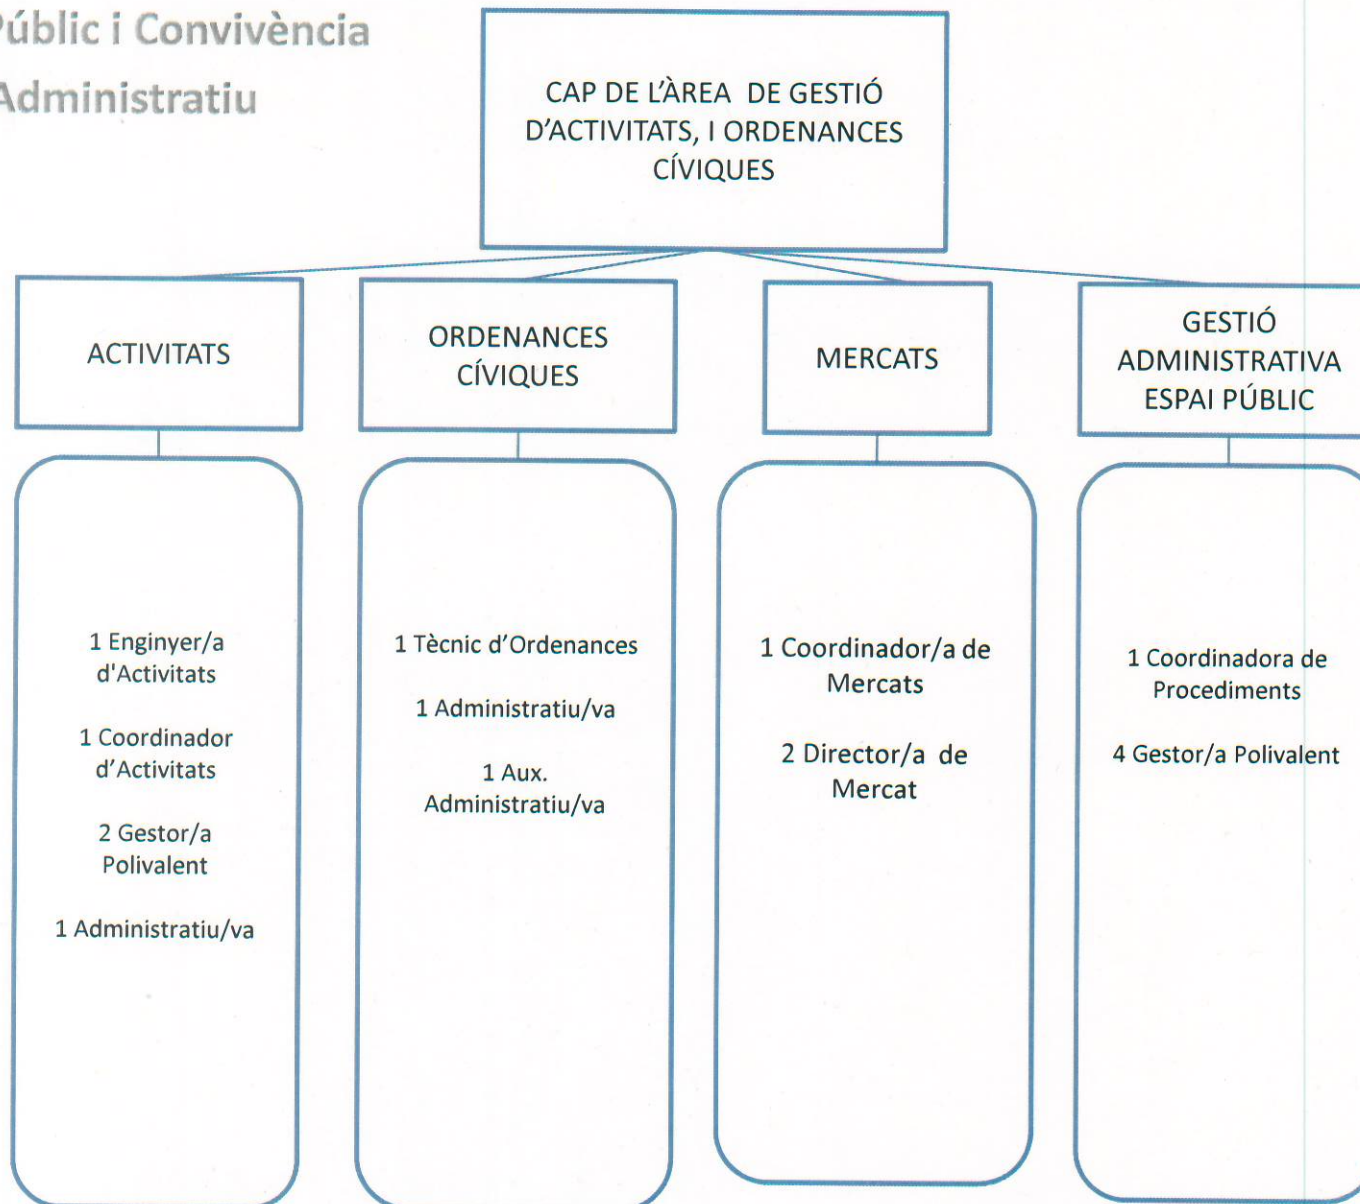 Públic i Convivència
Administratiu
CAP DE L'ÀREA DE GESTIÓ
D'ACTIVITATS, I ORDENANCES
CÍVIQUES
ACTIVITATS
ORDENANCES
CÍVIQUES
MERCATS
GESTIÓ
ADMINISTRATIVA
ESPAI PÚBLIC
1 Enginyer/a
d'Activitats
1 Coordinador
d'Activitats
2 Gestor/a
Polivalent
1 Administratiu/va
1 Tècnic d'Ordenances
1 Administratiu/va
1 Aux.
Administratiu/va
1 Coordinador/a de
Mercats
2 Director/a de
Mercat
1 Coordinadora de
Procediments
4 Gestor/a Polivalent